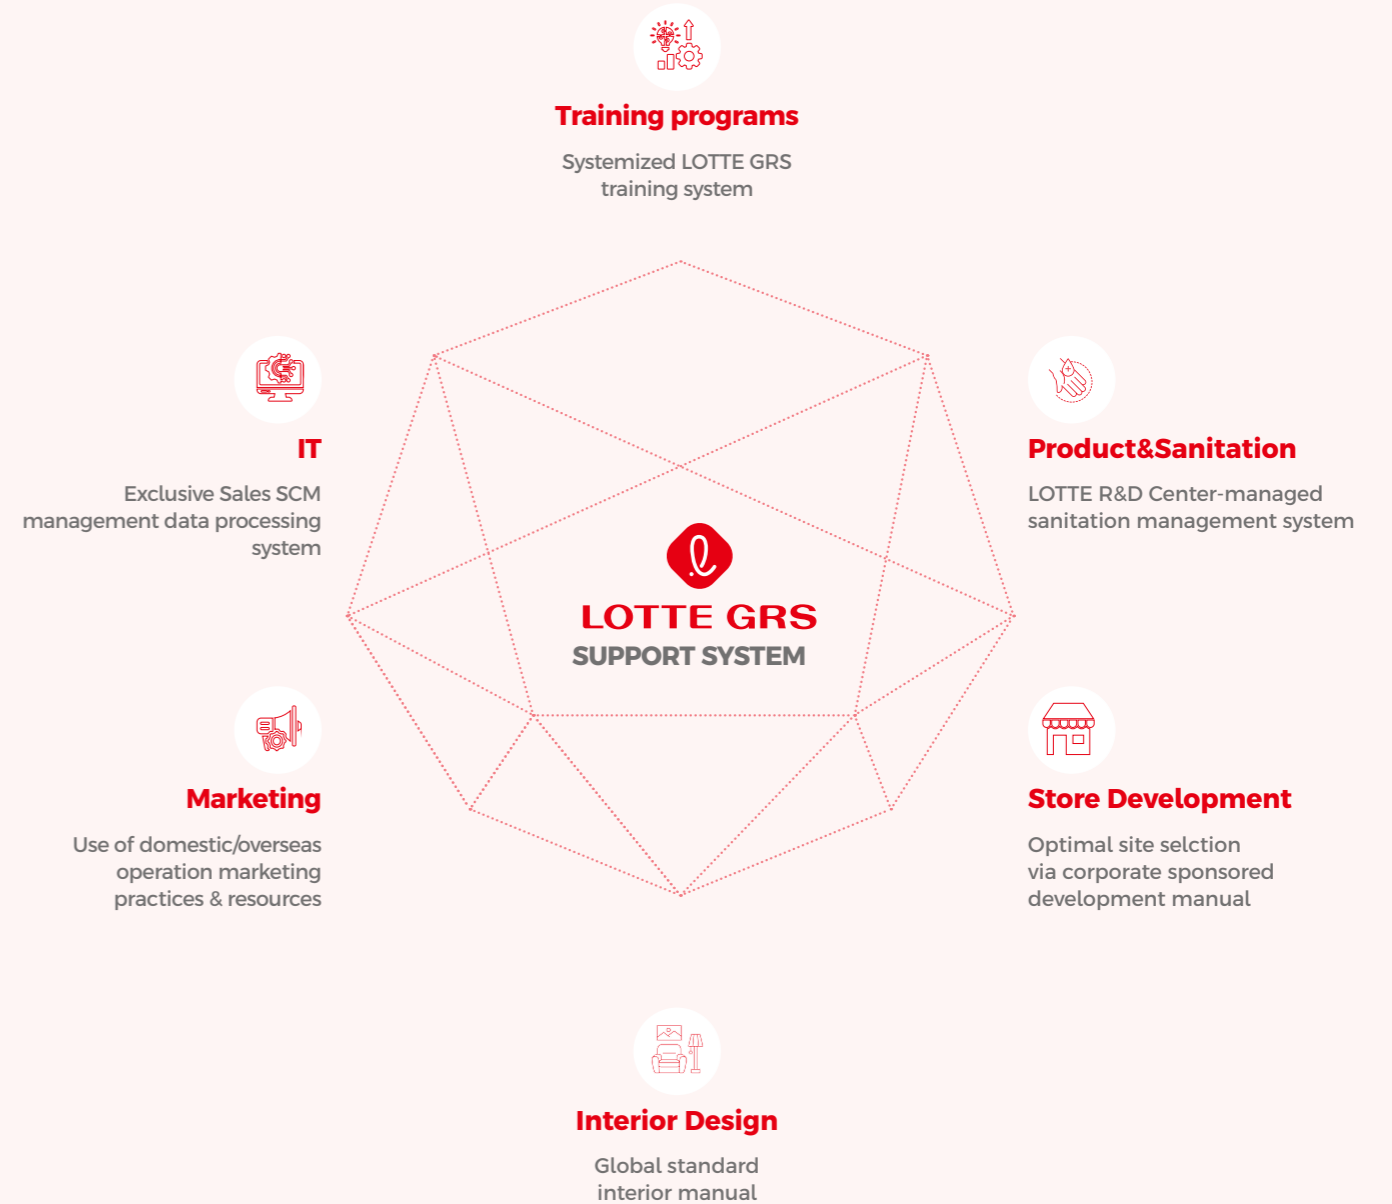 Training programs
Systemized LOTTE GRS
training system
IT
Exclusive Sales SCM
management data processing
system
Product&Sanitation
LOTTE R&D Center-managed
sanitation management system
LOTTE GRS
SUPPORT SYSTEM
Marketing
Use of domestic/overseas
operation marketing
practices & resources
Store Development
Optimal site selction
via corporate sponsored
development manual
Interior Design
Global standard
interior manual